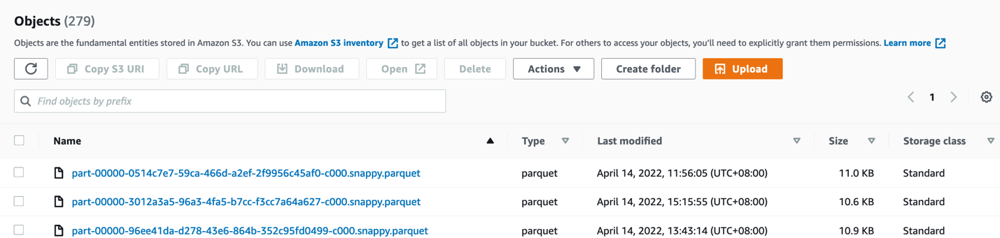 Objects (279)
Objects are the fundamental entities stored in Amazon S3. You can use Amazon S3 inventory to get a list of all objects in your bucket. For others to access your objects, you'll need to explicitly grant them permissions. Learn more
Copy S3 URI Copy URL Download Open Delete Actions Create folder Upload
Find objects by prefix 1
Name Type Last modified Size Storage class
part-00000-0514c7e7-59ca-466d-a2ef-2f9956c45af0-c000.snappy.parquet parquet April 14, 2022, 11:56:05 (UTC+08:00) 11.0 KB Standard
part-00000-3012a3a5-96a3-4fa5-b7cc-f3cc7a64a627-c000.snappy.parquet parquet April 14, 2022, 15:15:55 (UTC+08:00) 10.6 KB Standard
part-00000-96ee41da-d278-43e6-864b-352c95fd0499-c000.snappy.parquet parquet April 14, 2022, 13:43:14 (UTC+08:00) 10.9 KB Standard